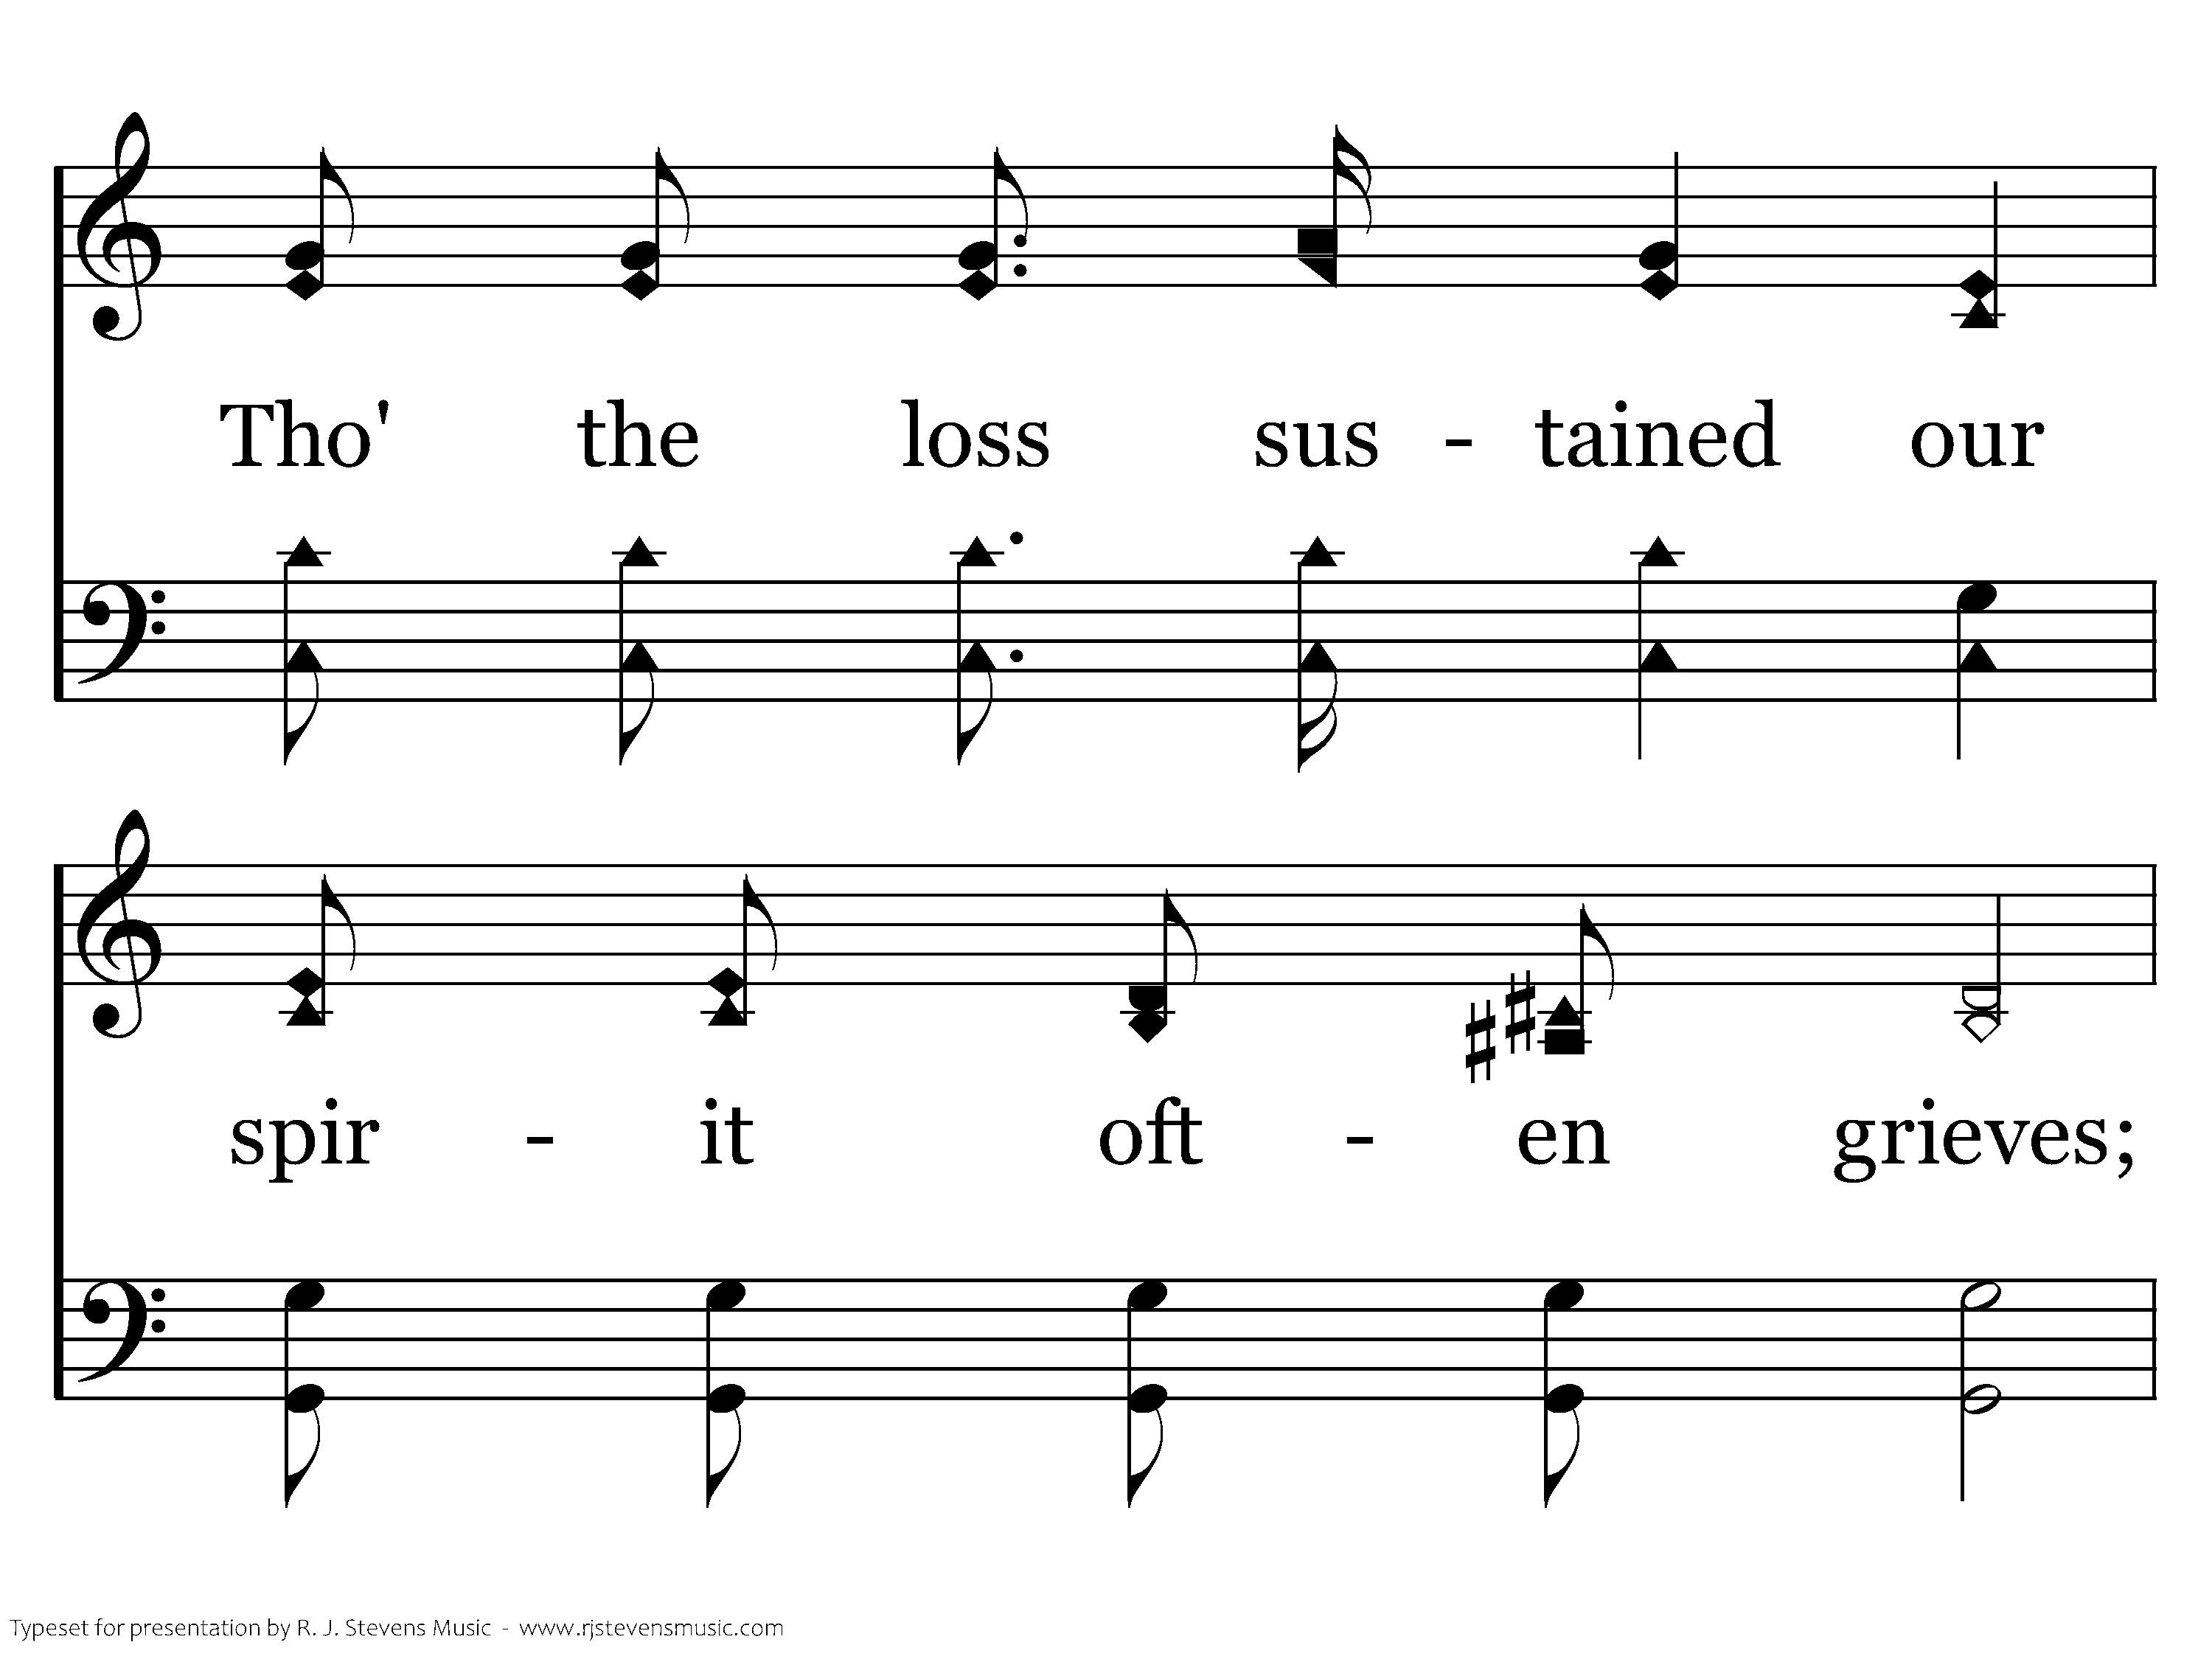 Tho' the loss sus - tained our
spir - it oft - en grieves;
Typeset for presentation by R. J. Stevens Music - www.rjstevensmusic.com